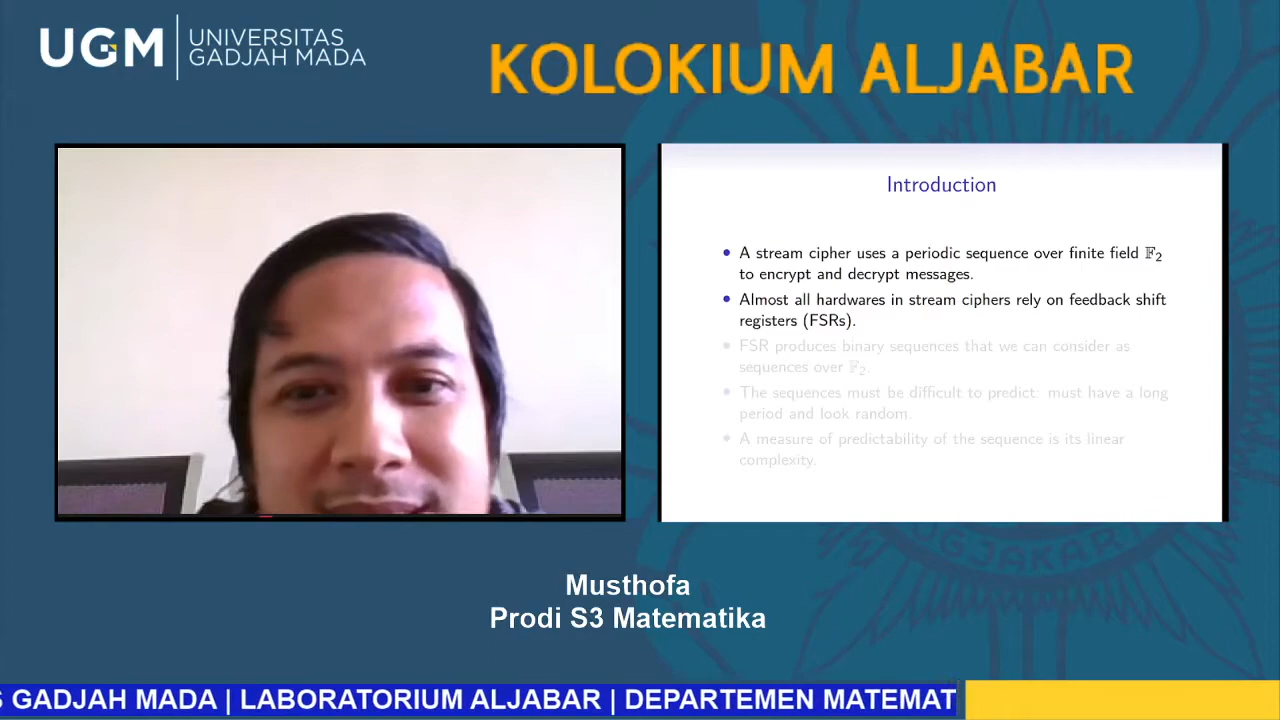 UGM
UNIVERSITAS
GADJAH MADA
KOLOKIUM ALJABAR
Introduction
• A stream cipher uses a periodic sequence over finite field 𝔽₂
to encrypt and decrypt messages.
• Almost all hardwares in stream ciphers rely on feedback shift
registers (FSRs).
• FSR produces binary sequences that we can consider as
sequences over 𝔽₂.
• The sequences must be difficult to predict: must have a long
period and look random.
• A measure of predictability of the sequence is its linear
complexity.
GJAKAR
Musthofa
Prodi S3 Matematika
S GADJAH MADA | LABORATORIUM ALJABAR | DEPARTEMEN MATEMAT